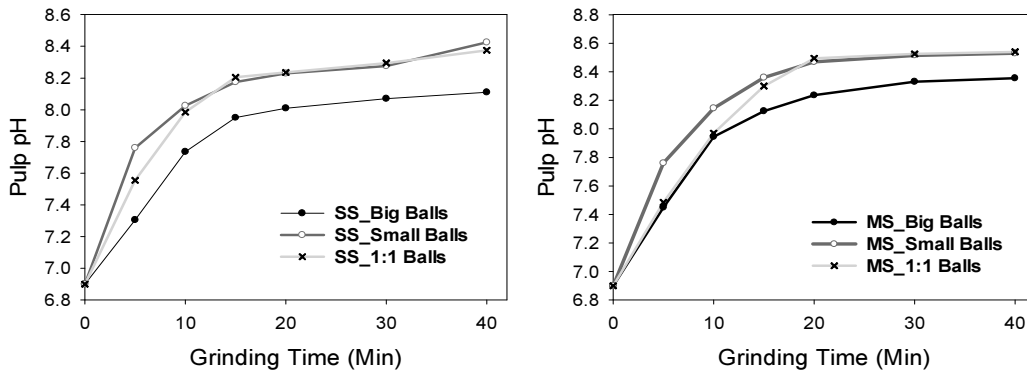 8.6
8.4
8.2
8.0
7.8
7.6
7.4
7.2
7.0
6.8
Pulp pH
0 10 20 30 40
Grinding Time (Min)
SS_Big Balls
SS_Small Balls
SS_1:1 Balls
8.8
8.6
8.4
8.2
8.0
7.8
7.6
7.4
7.2
7.0
6.8
Pulp pH
0 10 20 30 40
Grinding Time (Min)
MS_Big Balls
MS_Small Balls
MS_1:1 Balls